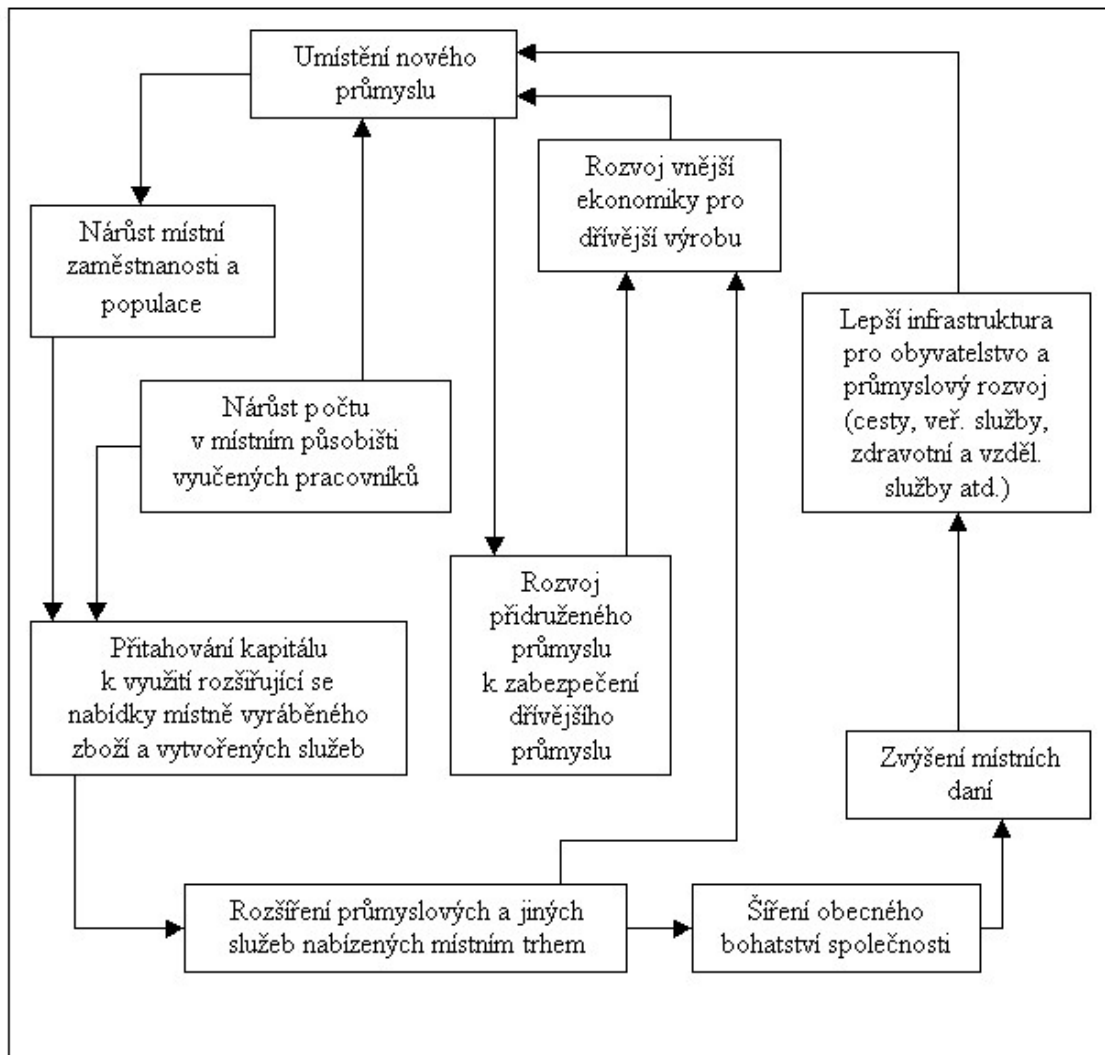 Umístění nového
průmyslu
Rozvoj vnější
ekonomiky pro
dřívější výrobu
Nárůst místní
zaměstnanosti a
populace
Lepší infrastruktura
pro obyvatelstvo a
průmyslový rozvoj
(cesty, veř. služby,
zdravotní a vzděl.
služby atd.)
Nárůst počtu
v místním působišti
vyučených pracovníků
Rozvoj
přidruženého
průmyslu
k zabezpečení
dřívějšího
průmyslu
Přitahování kapitálu
k využití rozšiřující se
nabídky místně vyráběného
zboží a vytvořených služeb
Zvýšení místních
daní
Rozšíření průmyslových a jiných
služeb nabízených místním trhem
Šíření obecného
bohatství společnosti